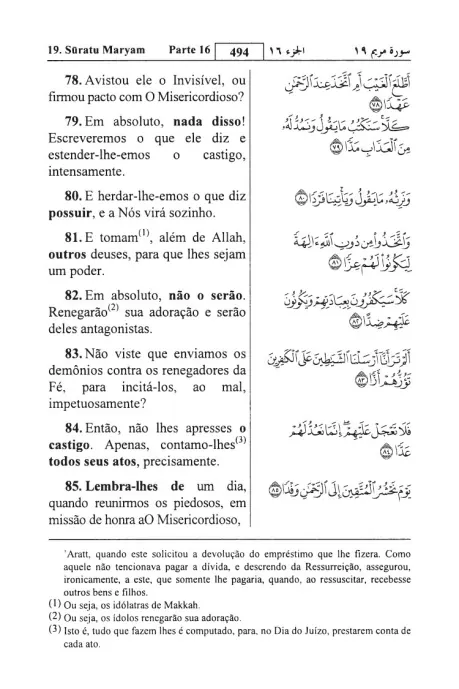 19. Sūratu Maryam Parte 16 494 الجزء ١٦ سورة مريم ١٩
78. Avistou ele o Invisível, ou
firmou pacto com O Misericordioso?
79. Em absoluto, nada disso!
Escreveremos o que ele diz e
estender-lhe-emos o castigo,
intensamente.
80. E herdar-lhe-emos o que diz
possuir, e a Nós virá sozinho.
81. E tomam(1), além de Allah,
outros deuses, para que lhes sejam
um poder.
82. Em absoluto, não o serão.
Renegarão(2) sua adoração e serão
deles antagonistas.
83. Não viste que enviamos os
demônios contra os renegadores da
Fé, para incitá-los, ao mal,
impetuosamente?
84. Então, não lhes apresses o
castigo. Apenas, contamo-lhes(3)
todos seus atos, precisamente.
85. Lembra-lhes de um dia,
quando reunirmos os piedosos, em
missão de honra aO Misericordioso,
أَطَّلَعَ ٱلْغَيْبَ أَمِ ٱتَّخَذَ عِندَ ٱلرَّحْمَٰنِ
عَهْدًا ٧٨
كَلَّا سَنَكْتُبُ مَا يَقُولُ وَنَمُدُّ لَهُۥ
مِنَ ٱلْعَذَابِ مَدًّا ٧٩
وَنَرِثُهُۥ مَا يَقُولُ وَيَأْتِينَا فَرْدًا ٨٠
وَٱتَّخَذُوا۟ مِن دُونِ ٱللَّهِ ءَالِهَةً
لِّيَكُونُوا۟ لَهُمْ عِزًّا ٨١
كَلَّا سَيَكْفُرُونَ بِعِبَادَتِهِمْ وَيَكُونُونَ
عَلَيْهِمْ ضِدًّا ٨٢
أَلَمْ تَرَ أَنَّآ أَرْسَلْنَا ٱلشَّيَٰطِينَ عَلَى ٱلْكَٰفِرِينَ
تَؤُزُّهُمْ أَزًّا ٨٣
فَلَا تَعْجَلْ عَلَيْهِمْ إِنَّمَا نَعُدُّ لَهُمْ
عَدًّا ٨٤
يَوْمَ نَحْشُرُ ٱلْمُتَّقِينَ إِلَى ٱلرَّحْمَٰنِ وَفْدًا ٨٥
'Aratt, quando este solicitou a devolução do empréstimo que lhe fizera. Como
aquele não tencionava pagar a dívida, e descrendo da Ressurreição, assegurou,
ironicamente, a este, que somente lhe pagaria, quando, ao ressuscitar, recebesse
outros bens e filhos.
(1) Ou seja, os idólatras de Makkah.
(2) Ou seja, os ídolos renegarão sua adoração.
(3) Isto é, tudo que fazem lhes é computado, para, no Dia do Juízo, prestarem conta de
cada ato.